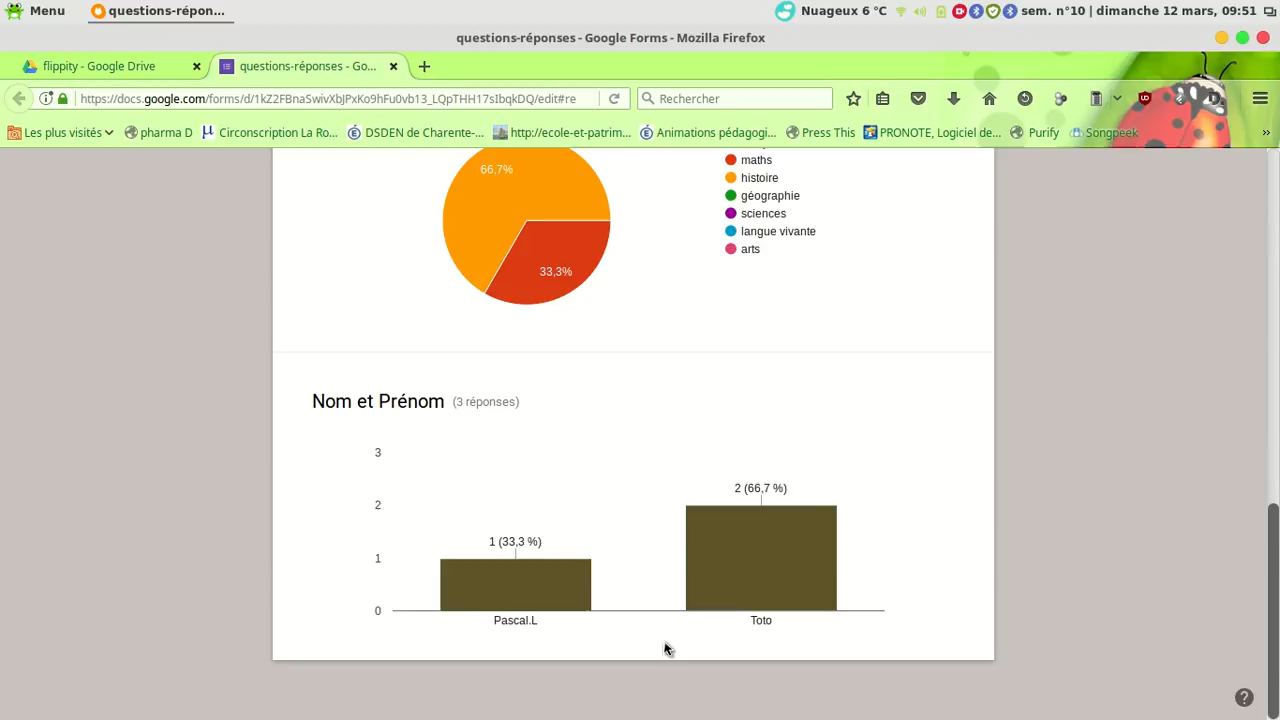 Menu questions-répon... Nuageux 6 °C sem. n°10 | dimanche 12 mars, 09:51
questions-réponses - Google Forms - Mozilla Firefox
flippity - Google Drive questions-réponses - Go...
https://docs.google.com/forms/d/1kZ2FBnaSwivXbJPxKo9hFu0vb13_LQpTHH17sIbqkDQ/edit#re Rechercher
Les plus visités pharma D Circonscription La Ro... DSDEN de Charente-... http://ecole-et-patrim... Animations pédagogi... Press This PRONOTE, Logiciel de... Purify Songpeek »
66,7%
33,3%
maths
histoire
géographie
sciences
langue vivante
arts
Nom et Prénom (3 réponses)
3
2
1
0
2 (66,7 %)
1 (33,3 %)
Pascal.L Toto